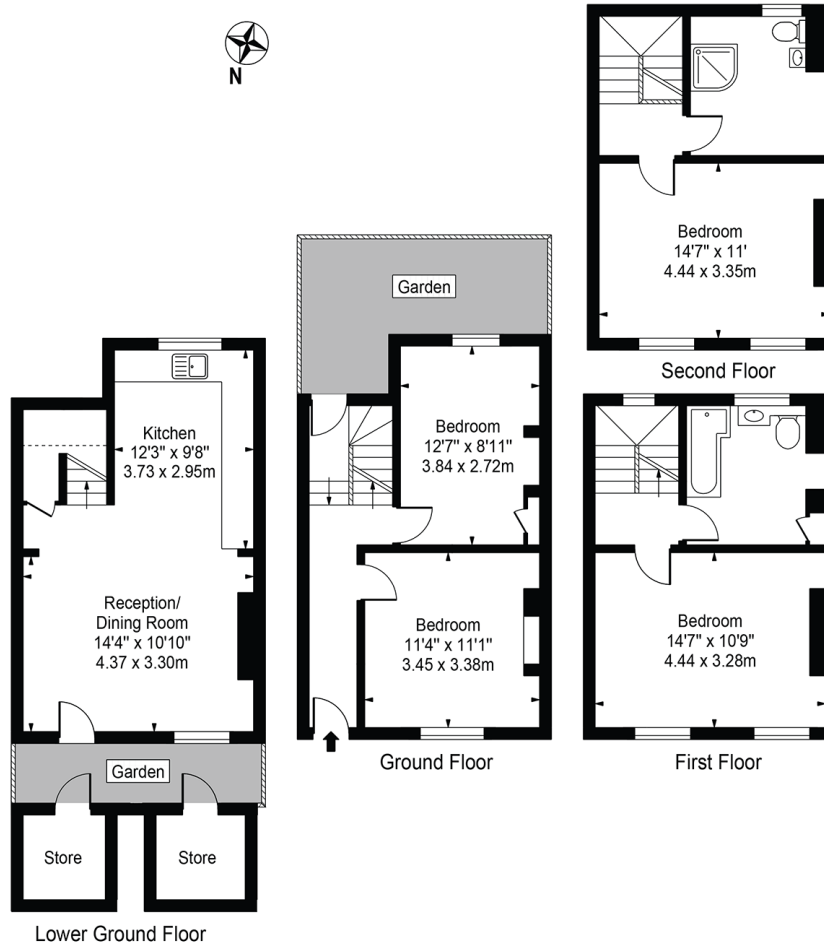 N
Bedroom
14'7" x 11'
4.44 x 3.35m
Second Floor
Garden
Kitchen
12'3" x 9'8"
3.73 x 2.95m
Bedroom
12'7" x 8'11"
3.84 x 2.72m
Reception/
Dining Room
14'4" x 10'10"
4.37 x 3.30m
Bedroom
11'4" x 11'1"
3.45 x 3.38m
Bedroom
14'7" x 10'9"
4.44 x 3.28m
Garden
Ground Floor
First Floor
Store
Store
Lower Ground Floor